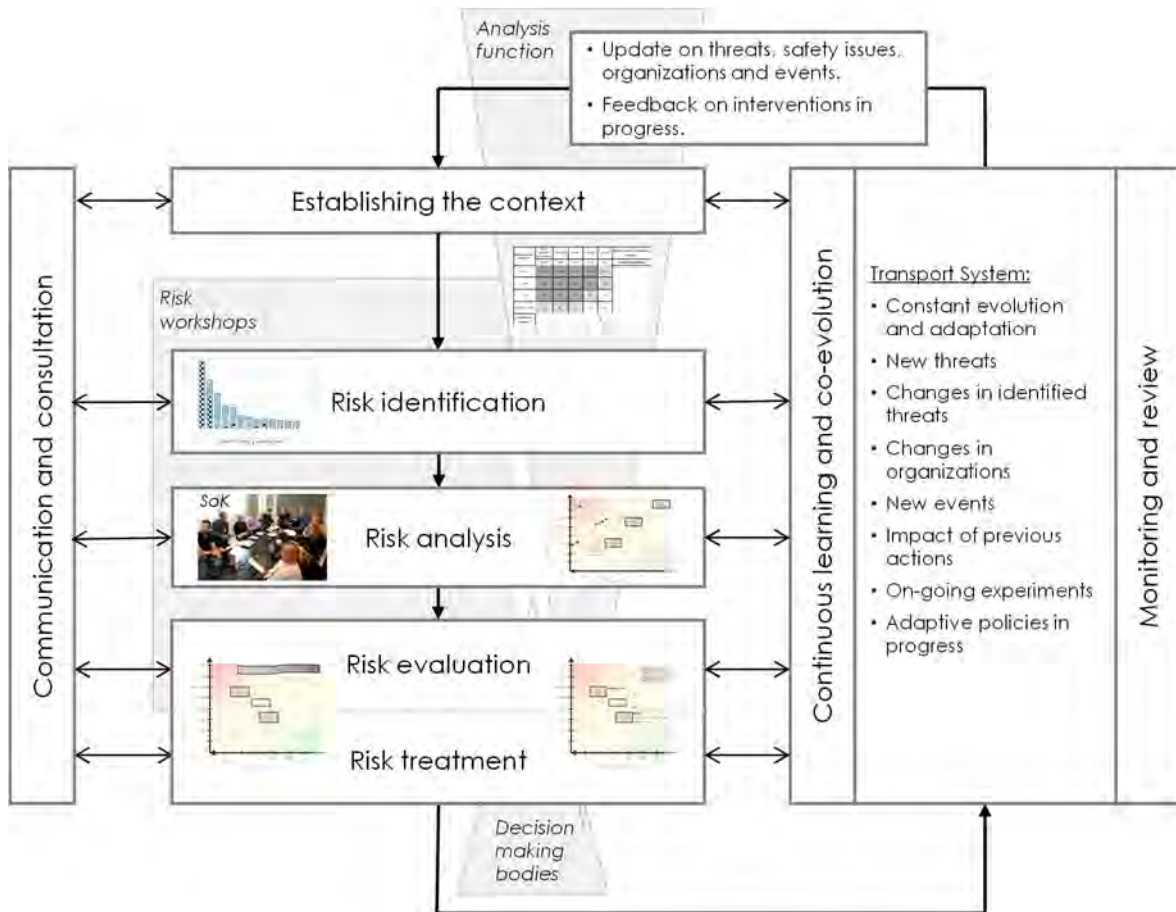 Analysis
function
• Update on threats, safety issues,
organizations and events.
• Feedback on interventions in
progress.
Communication and consultation
Establishing the context
Risk
workshops
Risk identification
SoK
Risk analysis
Risk evaluation
Risk treatment
Decision
making
bodies
Continuous learning and co-evolution
Transport System:
• Constant evolution
and adaptation
• New threats
• Changes in identified
threats
• Changes in
organizations
• New events
• Impact of previous
actions
• On-going experiments
• Adaptive policies in
progress
Monitoring and review